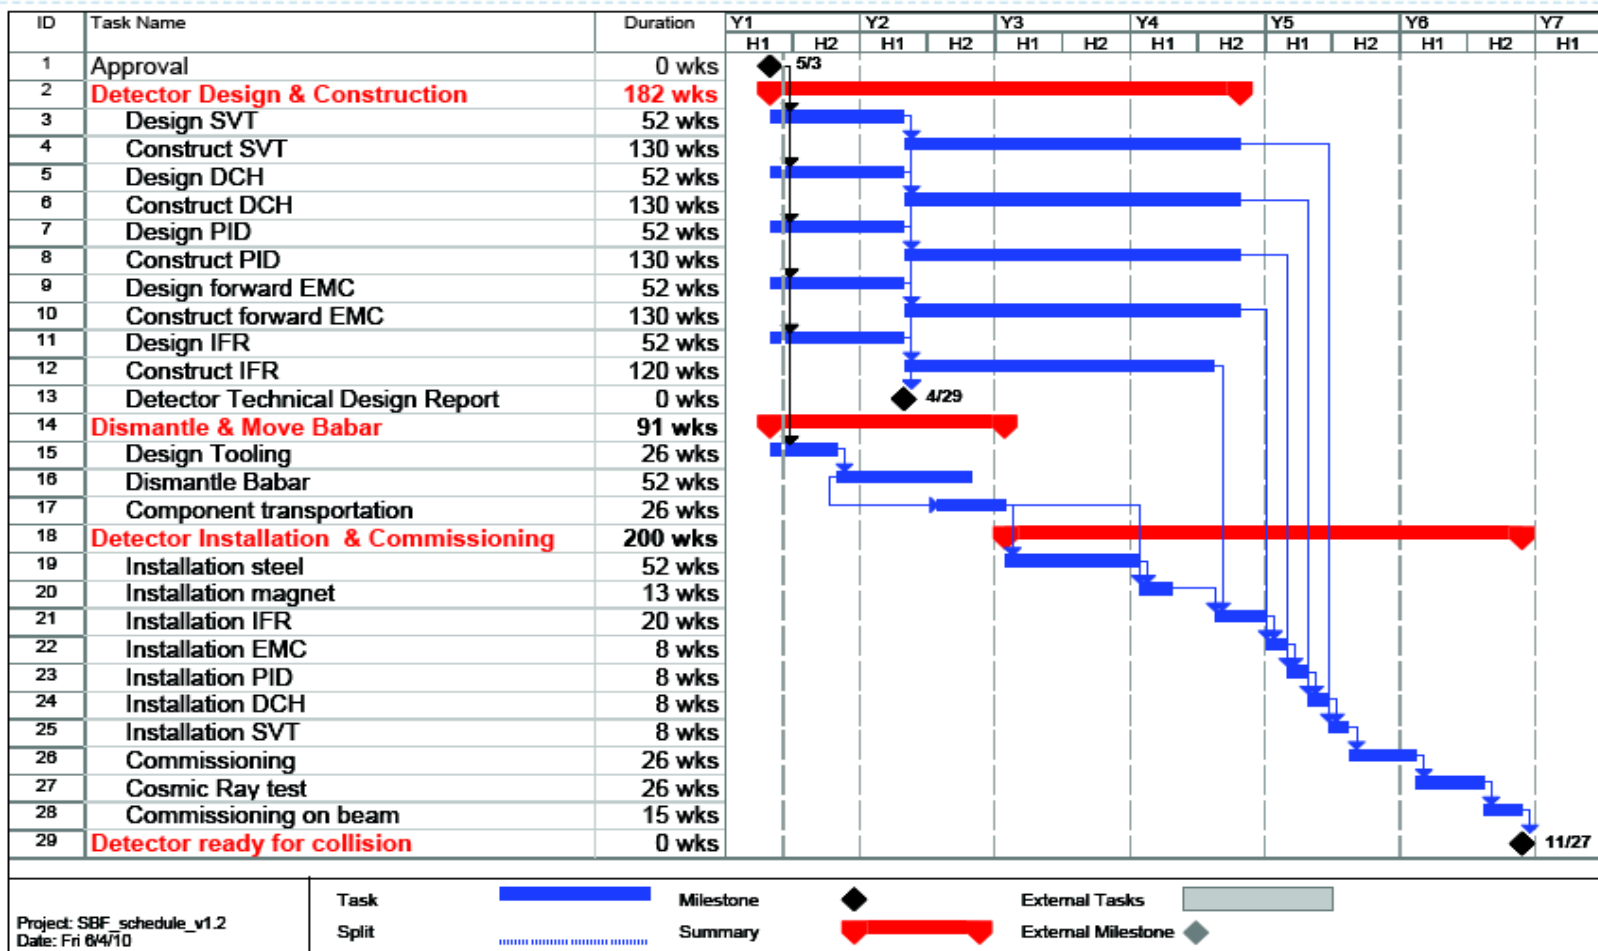 ID Task Name Duration Y1 Y2 Y3 Y4 Y5 Y6 Y7
H1 H2 H1 H2 H1 H2 H1 H2 H1 H2 H1 H2 H1
1 Approval 0 wks 5/3
2 Detector Design & Construction 182 wks
3 Design SVT 52 wks
4 Construct SVT 130 wks
5 Design DCH 52 wks
6 Construct DCH 130 wks
7 Design PID 52 wks
8 Construct PID 130 wks
9 Design forward EMC 52 wks
10 Construct forward EMC 130 wks
11 Design IFR 52 wks
12 Construct IFR 120 wks
13 Detector Technical Design Report 0 wks 4/29
14 Dismantle & Move Babar 91 wks
15 Design Tooling 26 wks
16 Dismantle Babar 52 wks
17 Component transportation 26 wks
18 Detector Installation & Commissioning 200 wks
19 Installation steel 52 wks
20 Installation magnet 13 wks
21 Installation IFR 20 wks
22 Installation EMC 8 wks
23 Installation PID 8 wks
24 Installation DCH 8 wks
25 Installation SVT 8 wks
26 Commissioning 26 wks
27 Cosmic Ray test 26 wks
28 Commissioning on beam 15 wks
29 Detector ready for collision 0 wks 11/27
Project: SBF_schedule_v1.2
Date: Fri 6/4/10
Task Milestone External Tasks
Split Summary External Milestone